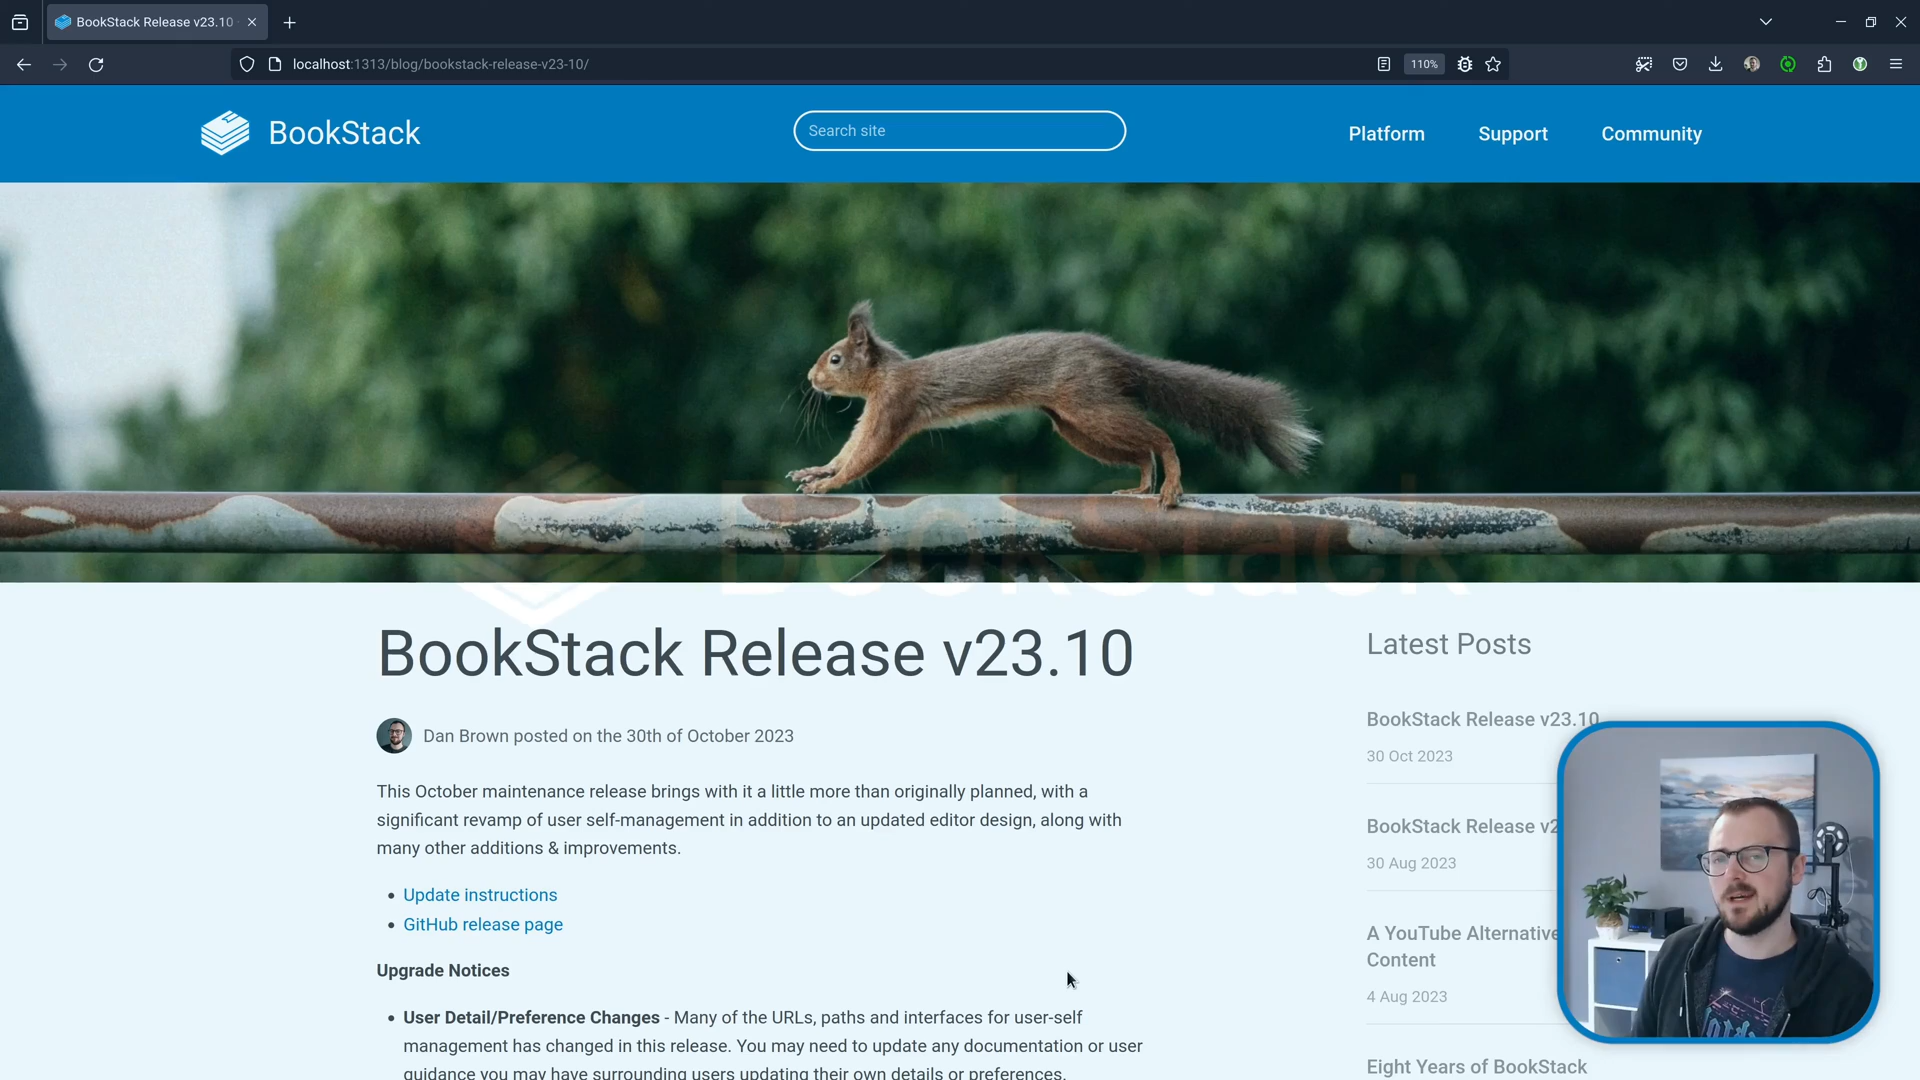 BookStack Release v23.10
localhost:1313/blog/bookstack-release-v23-10/
110%
BookStack
Search site
Platform
Support
Community
BookStack
BookStack Release v23.10
Dan Brown posted on the 30th of October 2023
This October maintenance release brings with it a little more than originally planned, with a
significant revamp of user self-management in addition to an updated editor design, along with
many other additions & improvements.
• Update instructions
• GitHub release page
Upgrade Notices
• User Detail/Preference Changes - Many of the URLs, paths and interfaces for user-self
management has changed in this release. You may need to update any documentation or user
guidance you may have surrounding users updating their own details or preferences.
Latest Posts
BookStack Release v23.10
30 Oct 2023
BookStack Release v2
30 Aug 2023
A YouTube Alternative
Content
4 Aug 2023
Eight Years of BookStack